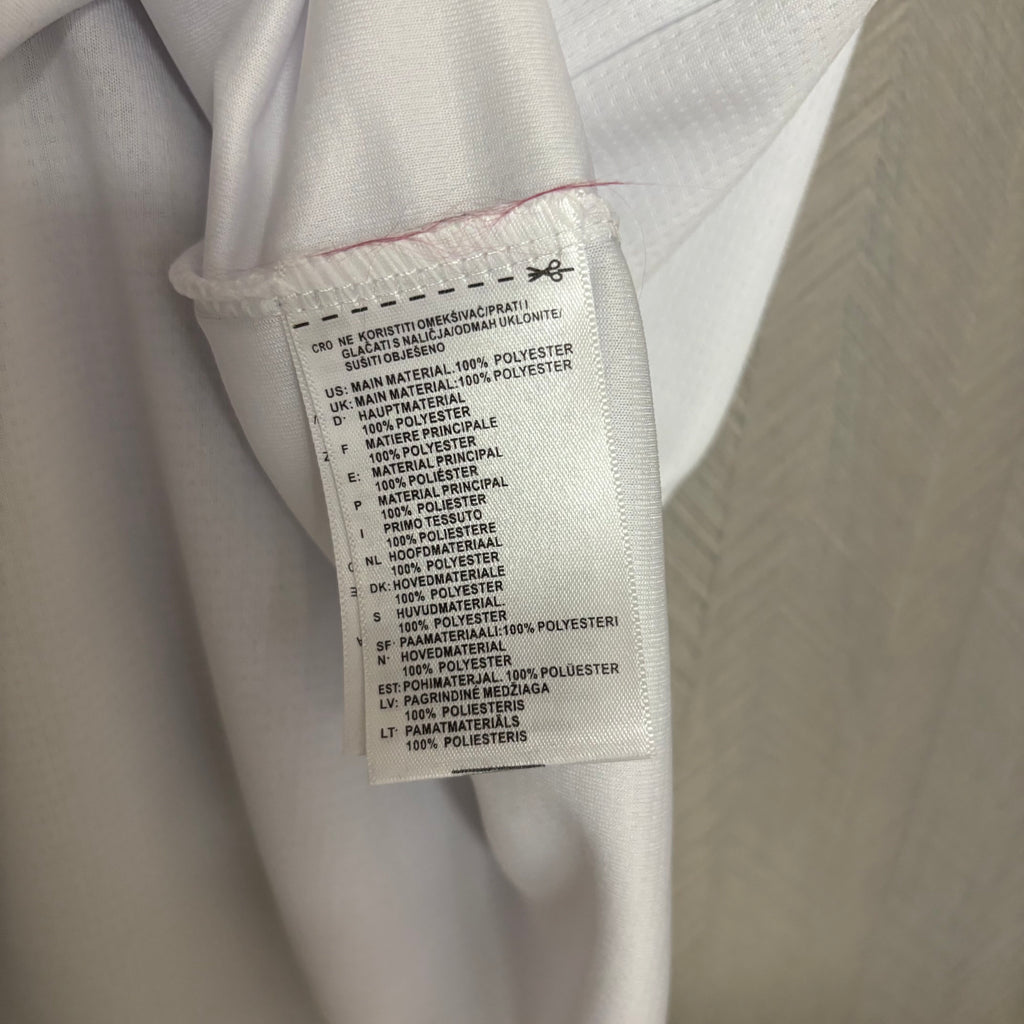 CRO NE KORISTITI OMEKŠIVAČ/PRATI I
GLAČATI S NALIČJA/ODMAH UKLONITE/
SUŠITI OBJEŠENO
US: MAIN MATERIAL.100% POLYESTER
UK: MAIN MATERIAL:100% POLYESTER
D· HAUPTMATERIAL
100% POLYESTER
F MATIERE PRINCIPALE
100% POLYESTER
E: MATERIAL PRINCIPAL
100% POLIÉSTER
P MATERIAL PRINCIPAL
100% POLIESTER
I PRIMO TESSUTO
100% POLIESTERE
NL HOOFDMATERIAAL
100% POLYESTER
DK: HOVEDMATERIALE
100% POLYESTER
S HUVUDMATERIAL.
100% POLYESTER
SF· PAAMATERIAALI:100% POLYESTERI
N· HOVEDMATERIAL
100% POLYESTER
EST: POHIMATERJAL. 100% POLÜESTER
LV: PAGRINDINĖ MEDŽIAGA
100% POLIESTERIS
LT· PAMATMATERIĀLS
100% POLIESTERIS